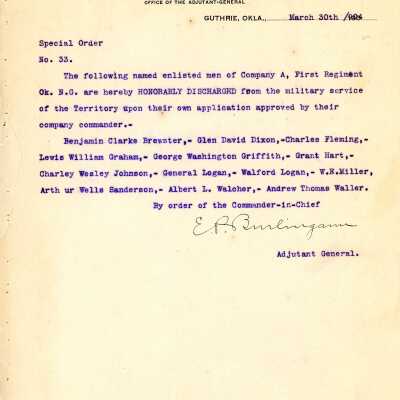 OFFICE OF THE ADJUTANT-GENERAL
GUTHRIE, OKLA., March 30th /904
Special Order
No. 33.
The following named enlisted men of Company A, First Regiment
Ok. N.G. are hereby HONORABLY DISCHARGRD from the military service
of the Territory upon their own application approved by their
company commander.-
Benjamin Clarke Brewster,- Glen David Dixon,-Charles Fleming,-
Lewis William Graham,- George Washington Griffith,- Grant Hart,-
Charley Wesley Johnson,- General Logan,- Walford Logan,- W.E.Miller,
Arth ur Wells Sanderson,- Albert L. Walcher,- Andrew Thomas Waller.
By order of the Commander-in-Chief
E.P. Burlingame
Adjutant General.